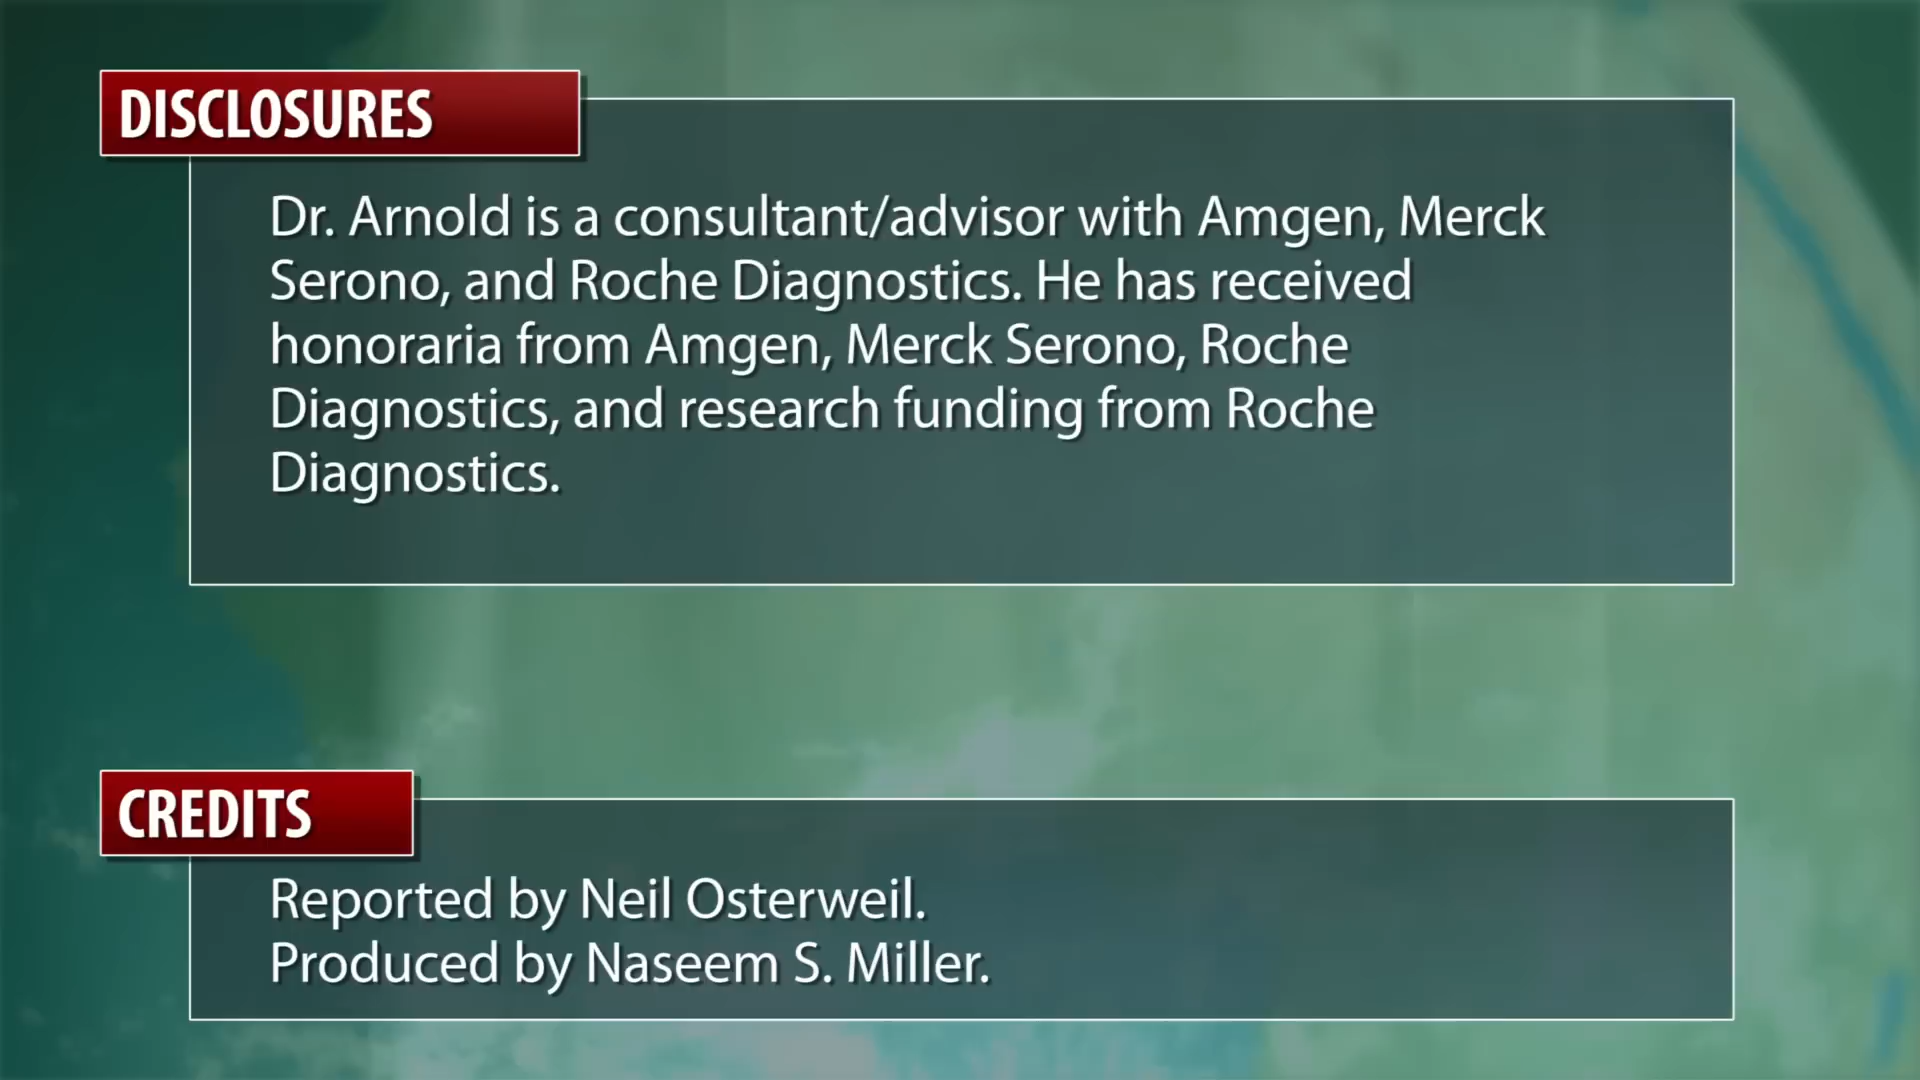 DISCLOSURES
Dr. Arnold is a consultant/advisor with Amgen, Merck
Serono, and Roche Diagnostics. He has received
honoraria from Amgen, Merck Serono, Roche
Diagnostics, and research funding from Roche
Diagnostics.
CREDITS
Reported by Neil Osterweil.
Produced by Naseem S. Miller.